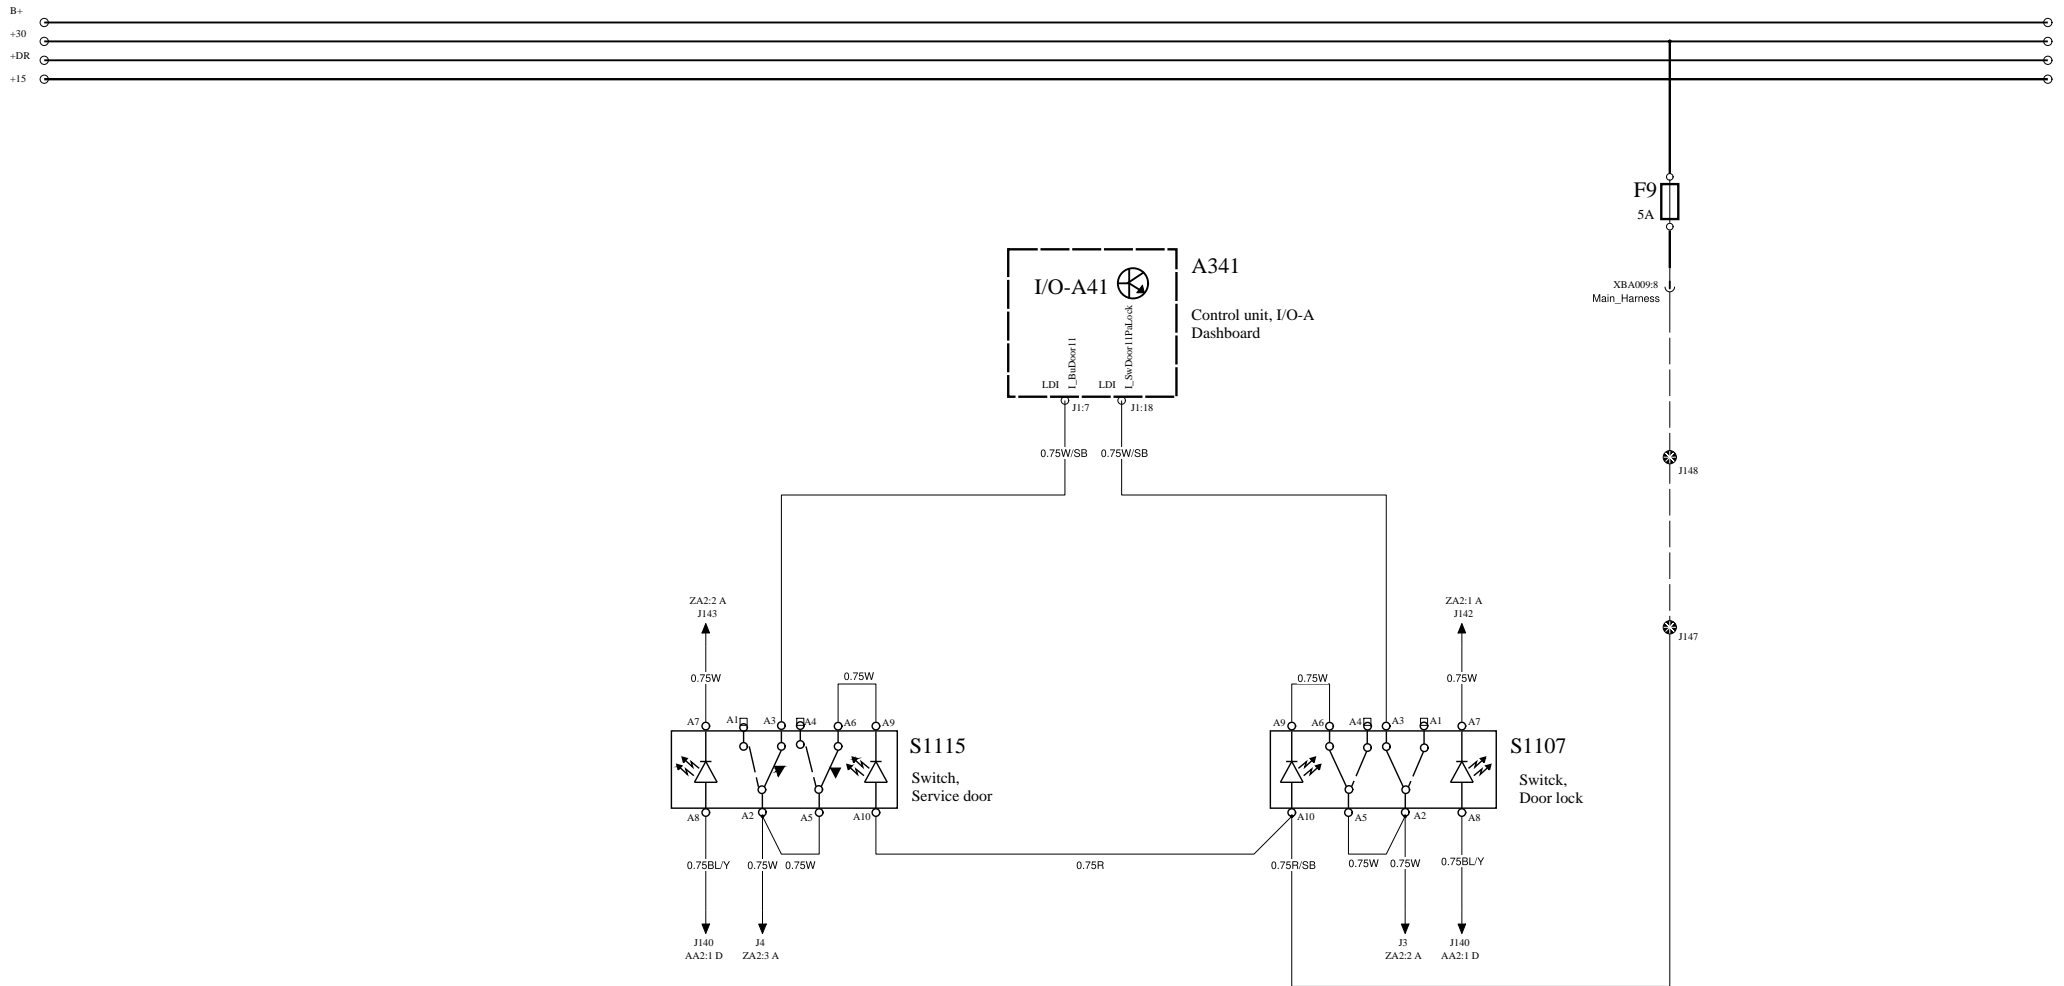 B+
+30
+DR
+15
F9
5A
XBA009:8
Main_Harness
A341
I/O-A41
Control unit, I/O-A
Dashboard
I_BuDoor11
I_SwDoor11PaLock
LDI
LDI
J1:7
J1:18
0.75W/SB
0.75W/SB
J148
J147
ZA2:2 A
J143
ZA2:1 A
J142
0.75W
0.75W
0.75W
0.75W
A7
A1
A3
A4
A6
A9
A9
A6
A4
A3
A1
A7
S1115
Switch,
Service door
S1107
Switck,
Door lock
A8
A2
A5
A10
A10
A5
A2
A8
0.75BL/Y
0.75W
0.75W
0.75R
0.75R/SB
0.75W
0.75W
0.75BL/Y
J140
AA2:1 D
J4
ZA2:3 A
J3
ZA2:2 A
J140
AA2:1 D